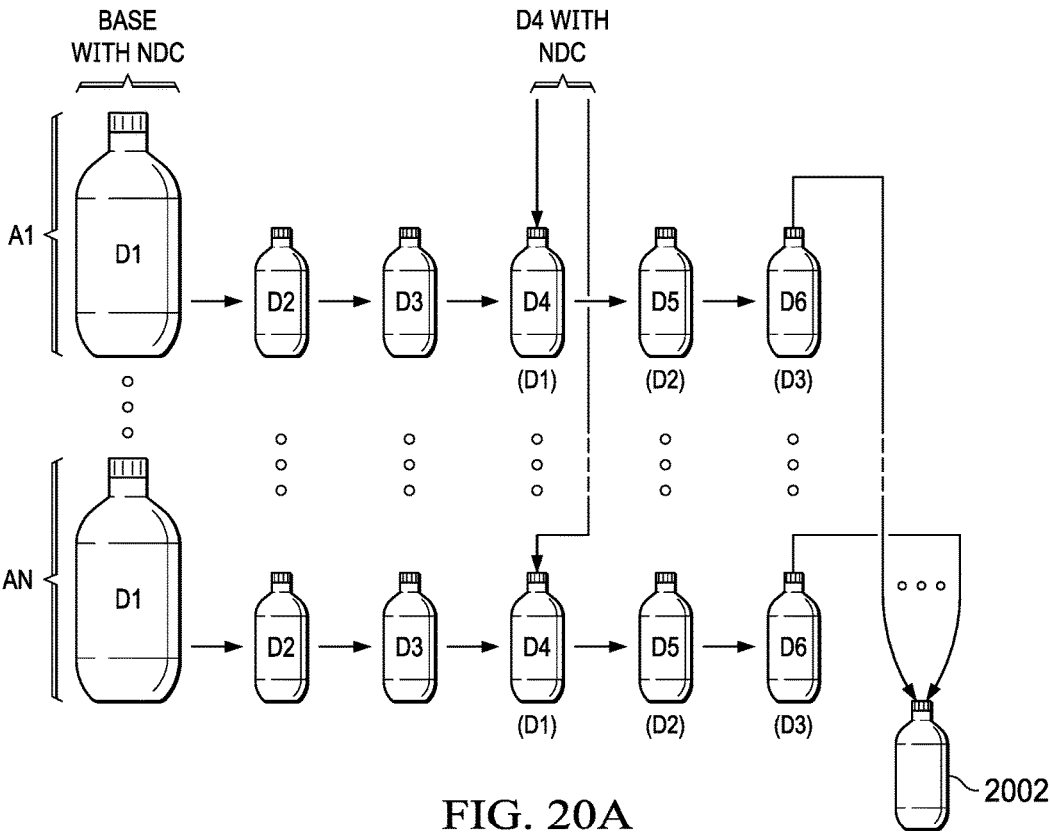 BASE
WITH NDC
D4 WITH
NDC
A1
D1
D2
D3
D4
D5
D6
(D1)
(D2)
(D3)
AN
D1
D2
D3
D4
D5
D6
(D1)
(D2)
(D3)
2002
FIG. 20A